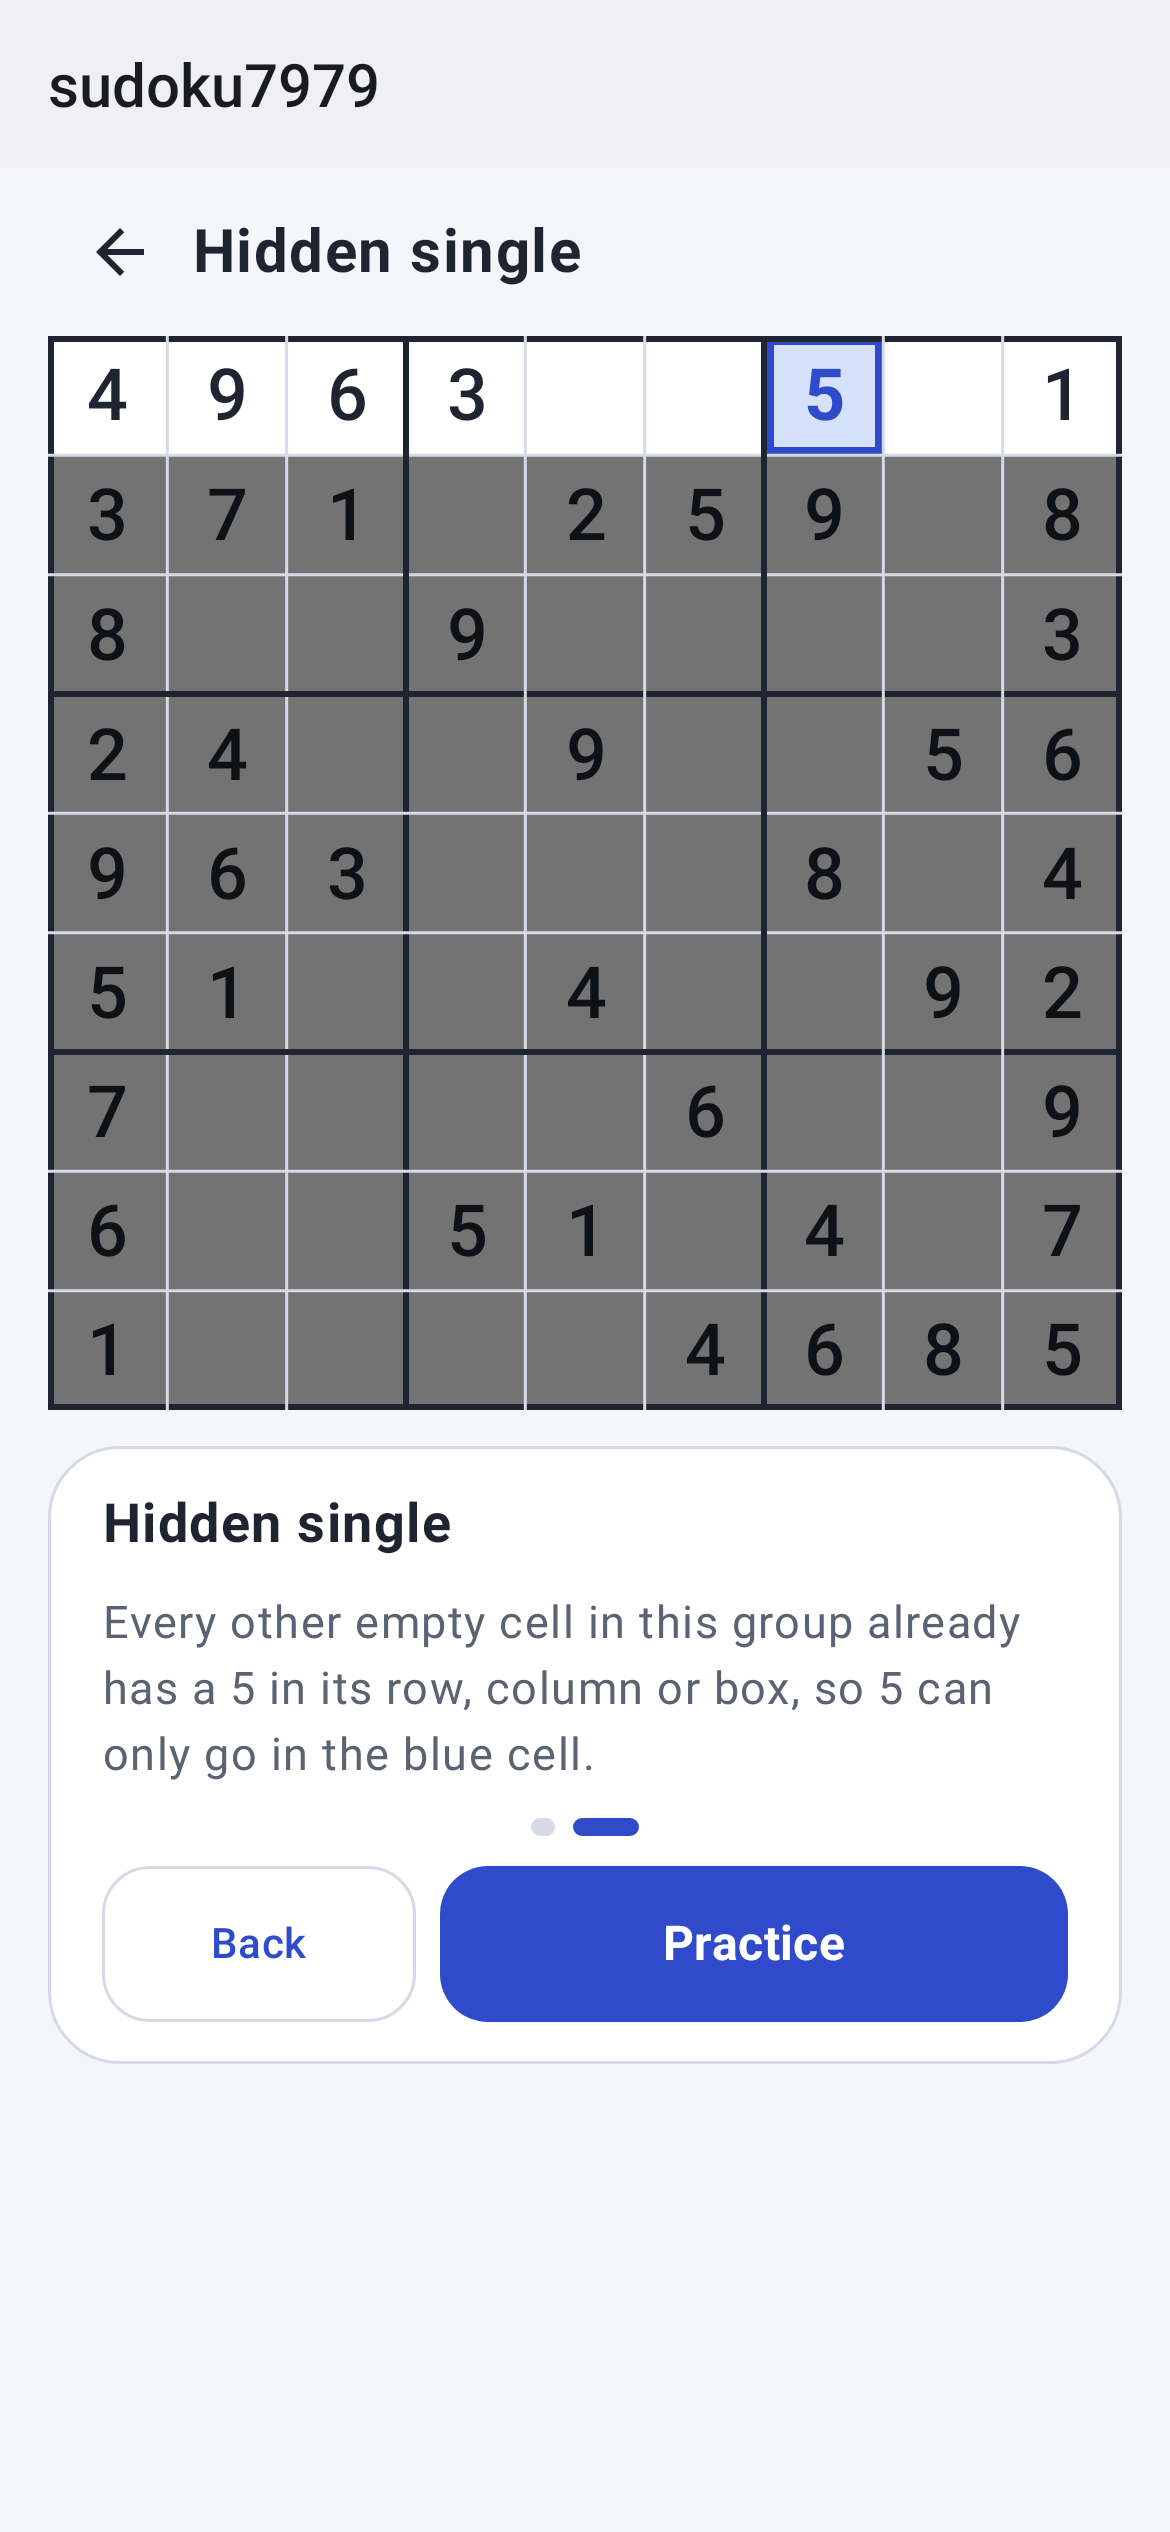 sudoku7979
Hidden single
4 9 6 3 5 1
3 7 1 2 5 9 8
8 9 3
2 4 9 5 6
9 6 3 8 4
5 1 4 9 2
7 6 9
6 5 1 4 7
1 4 6 8 5
Hidden single
Every other empty cell in this group already
has a 5 in its row, column or box, so 5 can
only go in the blue cell.
Back Practice